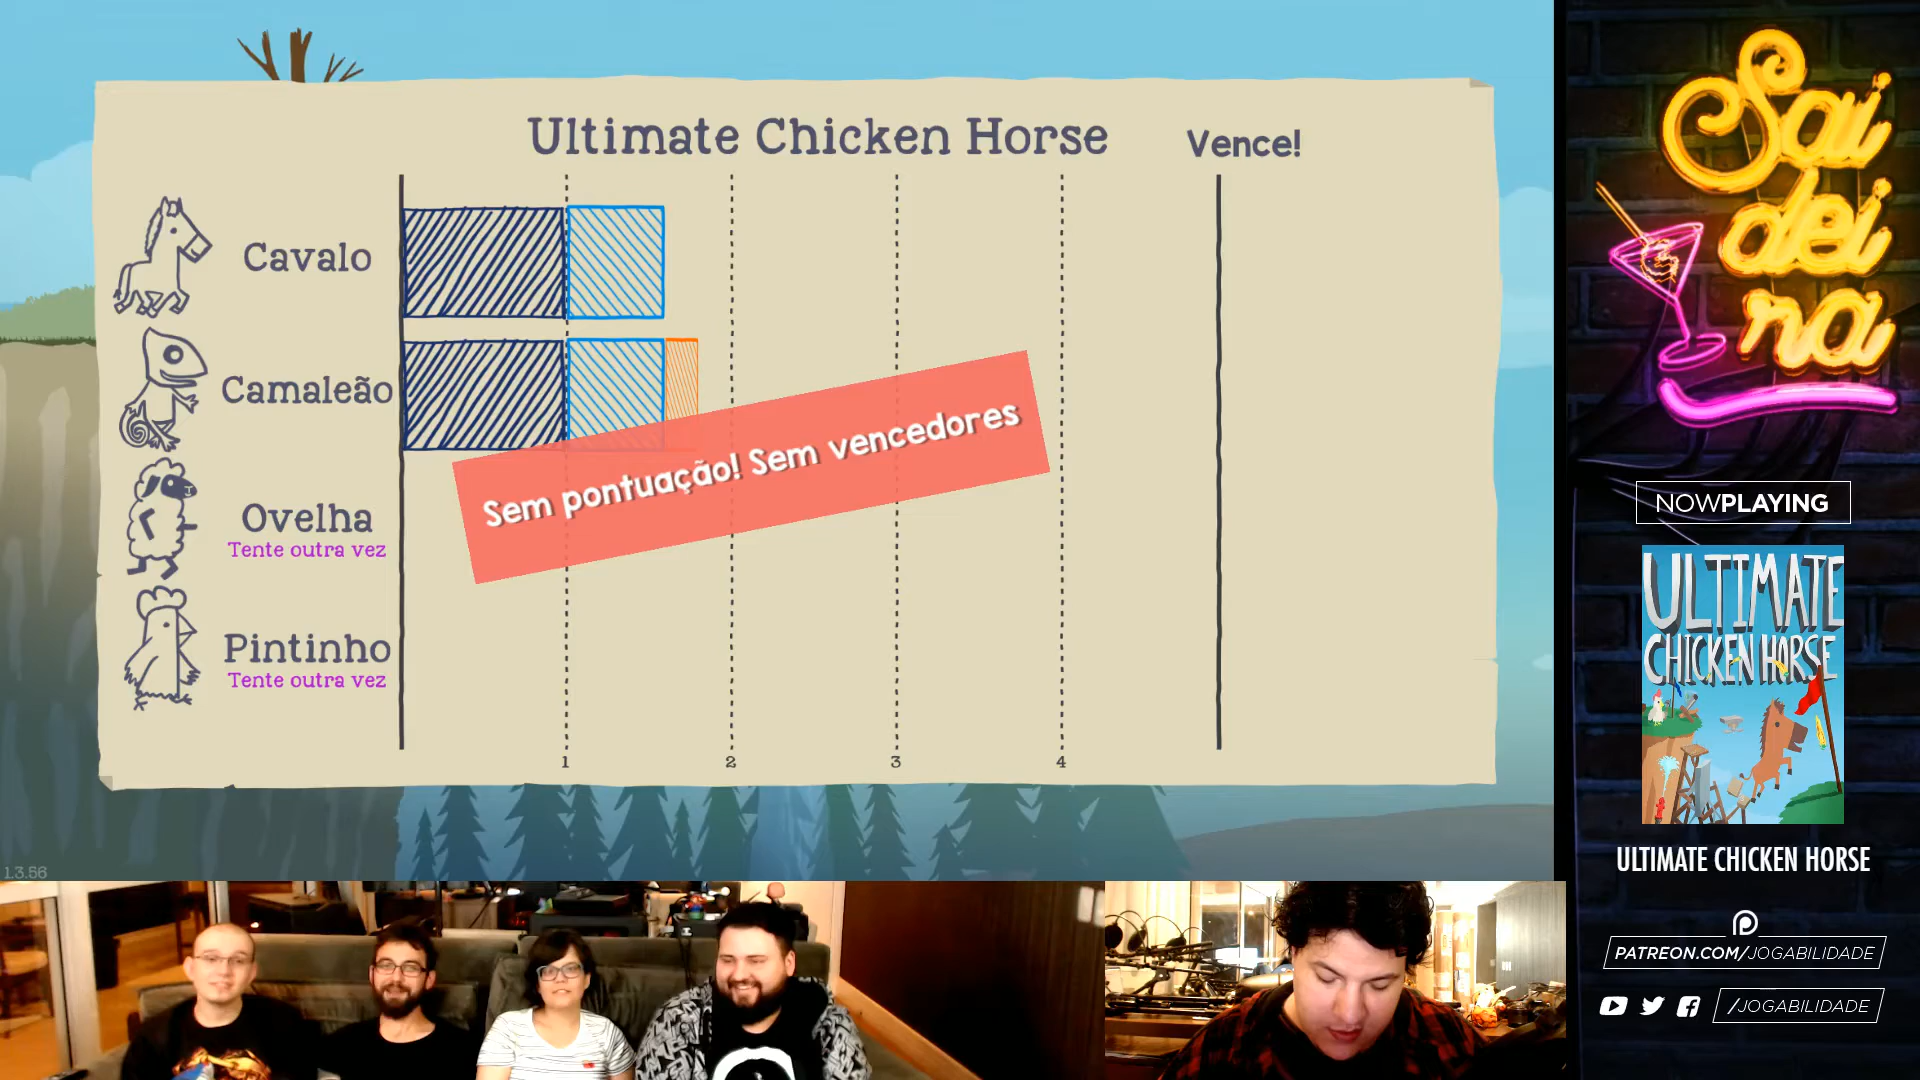 Ultimate Chicken Horse
Vence!
Cavalo
Camaleão
Sem pontuação! Sem vencedores
Ovelha
Tente outra vez
Pintinho
Tente outra vez
1 2 3 4
1.3.56
Sai
dei
ra
NOWPLAYING
ULTIMATE
CHICKEN HORSE
ULTIMATE CHICKEN HORSE
PATREON.COM/JOGABILIDADE
/JOGABILIDADE